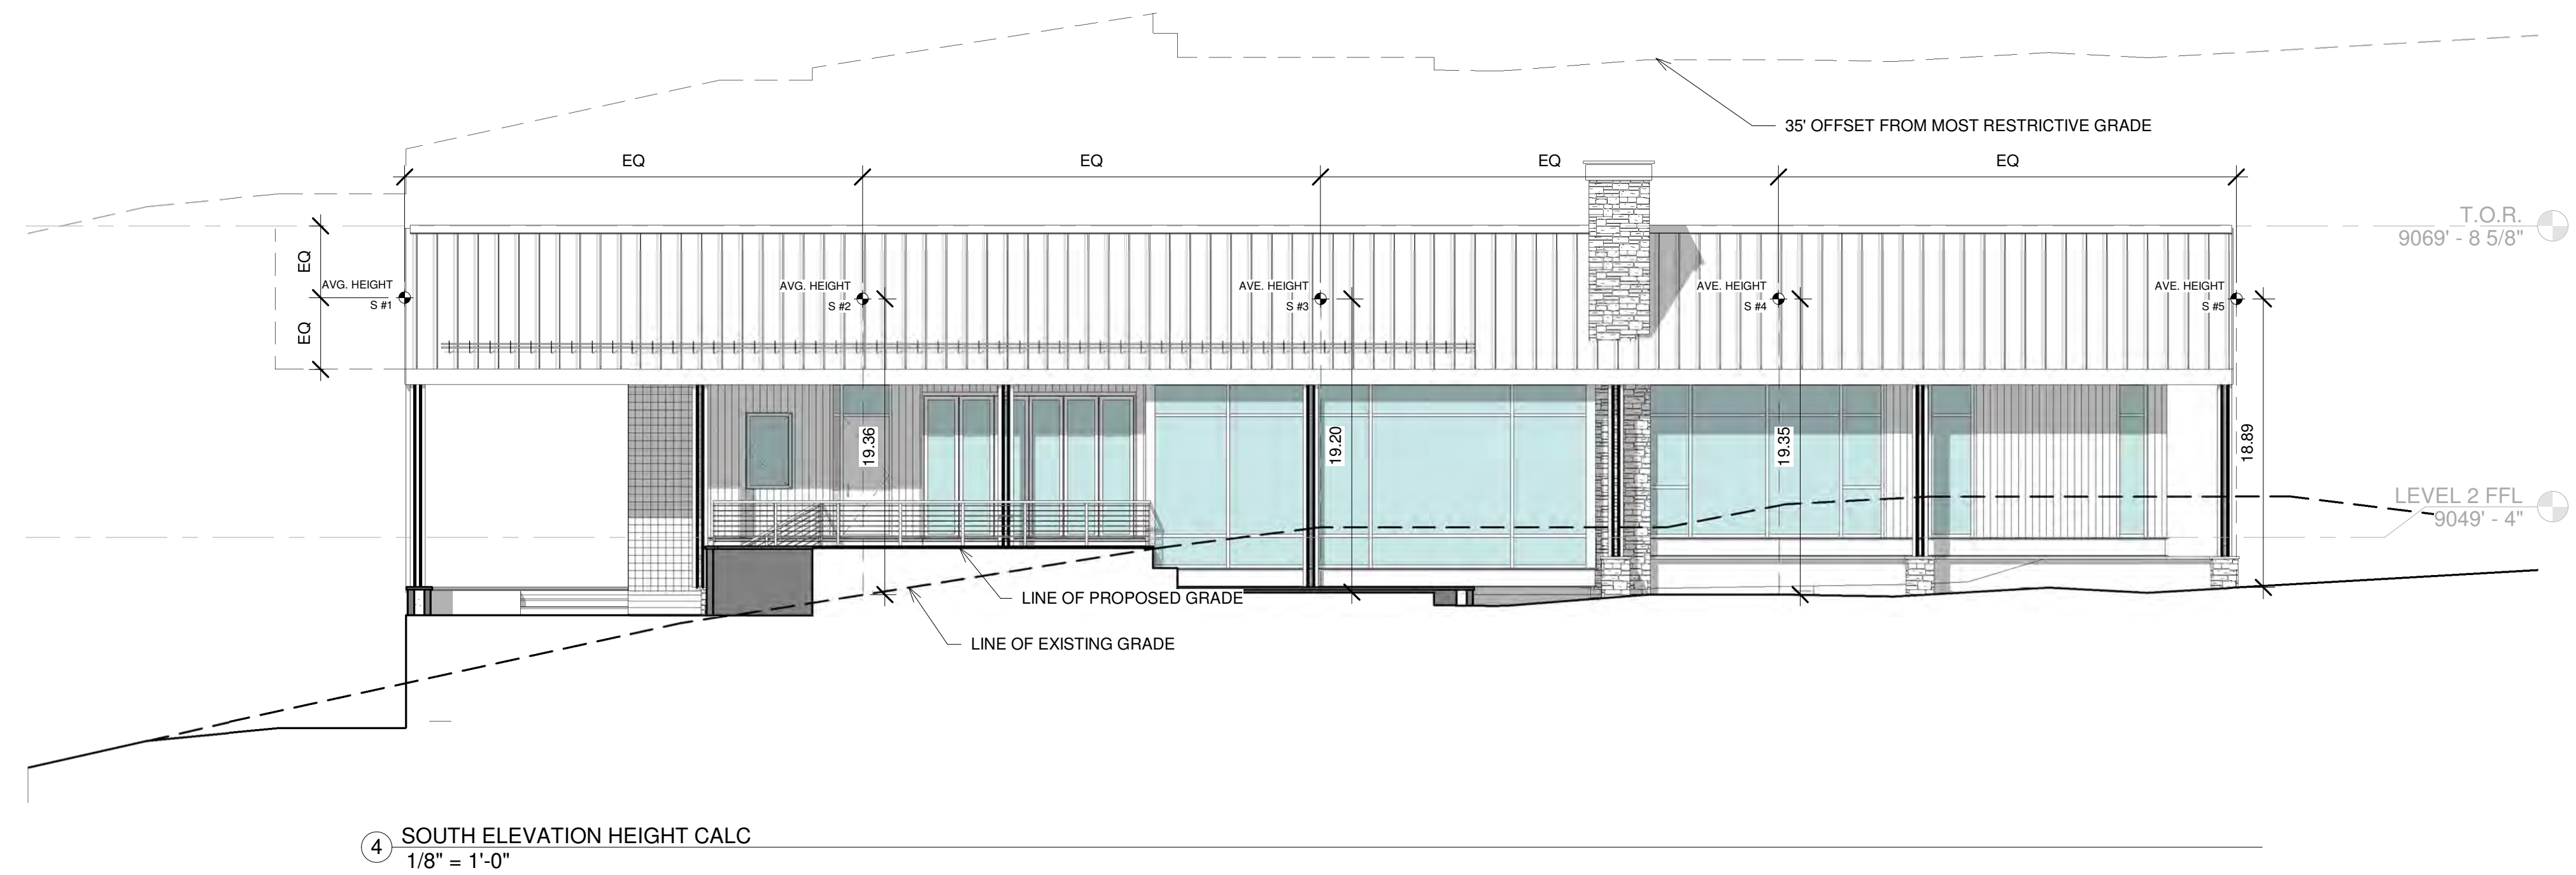 35' OFFSET FROM MOST RESTRICTIVE GRADE
EQ
EQ
EQ
EQ
T.O.R.
9069' - 8 5/8"
EQ
EQ
AVG. HEIGHT
S #1
AVG. HEIGHT
S #2
AVE. HEIGHT
S #3
AVE. HEIGHT
S #4
AVE. HEIGHT
S #5
19.36
19.20
19.35
18.89
LEVEL 2 FFL
9049' - 4"
LINE OF PROPOSED GRADE
LINE OF EXISTING GRADE
4
SOUTH ELEVATION HEIGHT CALC
1/8" = 1'-0"